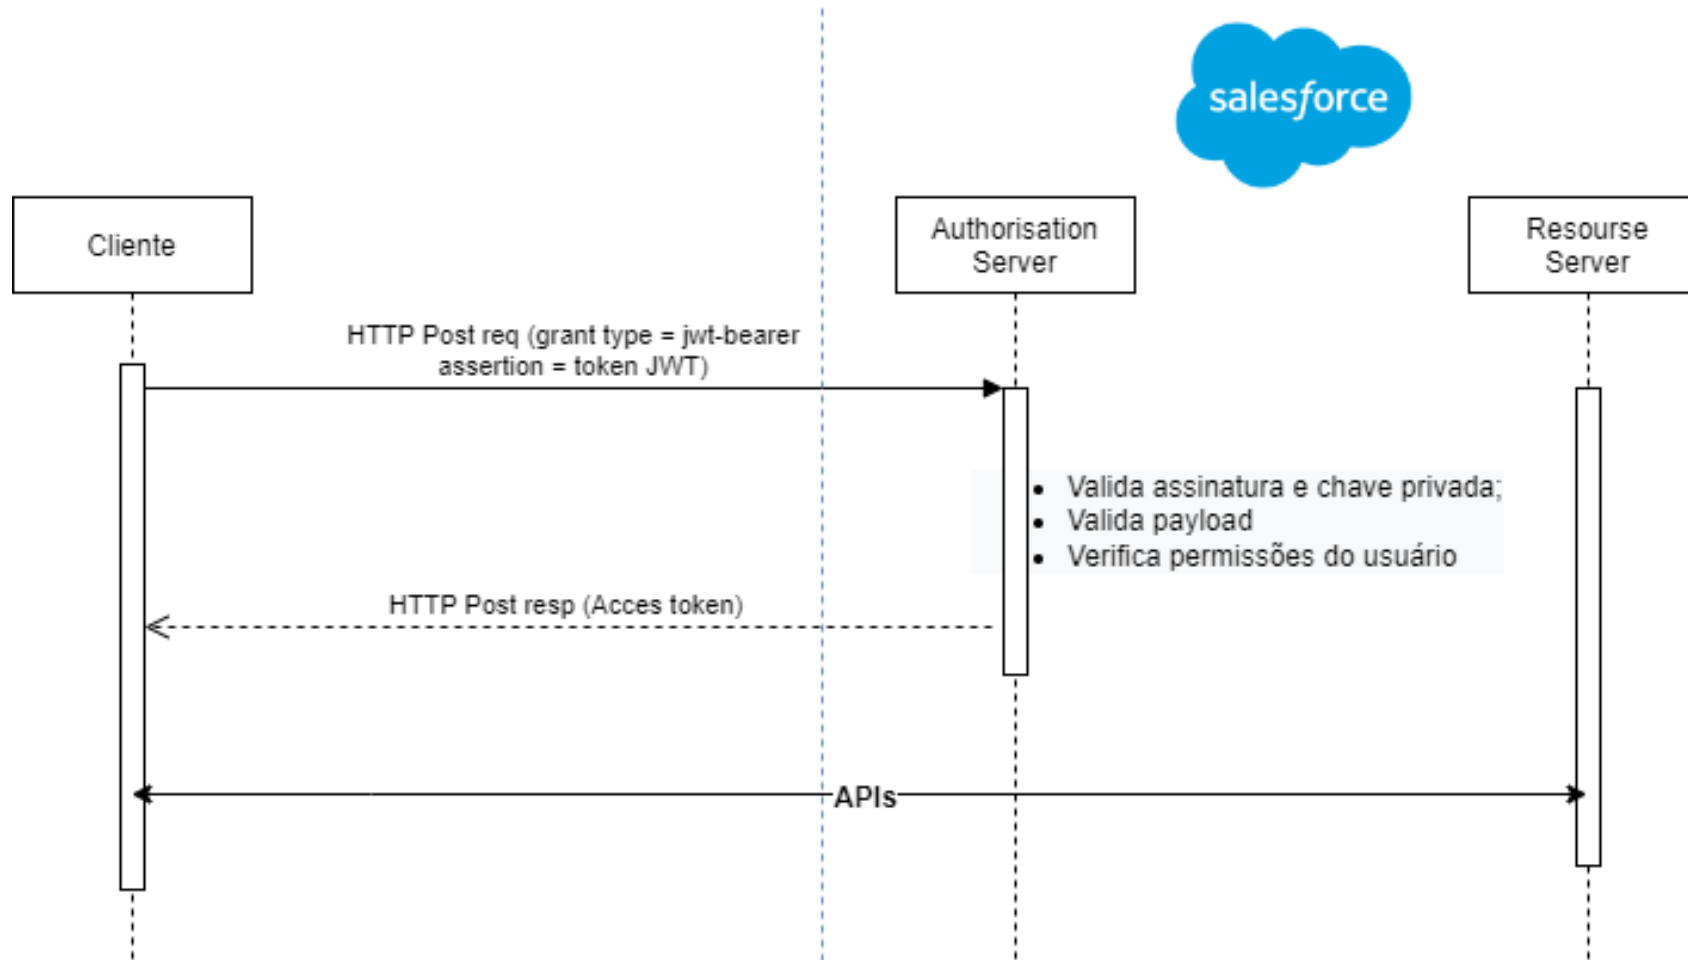 salesforce
Cliente
Authorisation
Server
Resourse
Server
HTTP Post req (grant type = jwt-bearer
assertion = token JWT)
Valida assinatura e chave privada;
Valida payload
Verifica permissões do usuário
HTTP Post resp (Acces token)
APIs